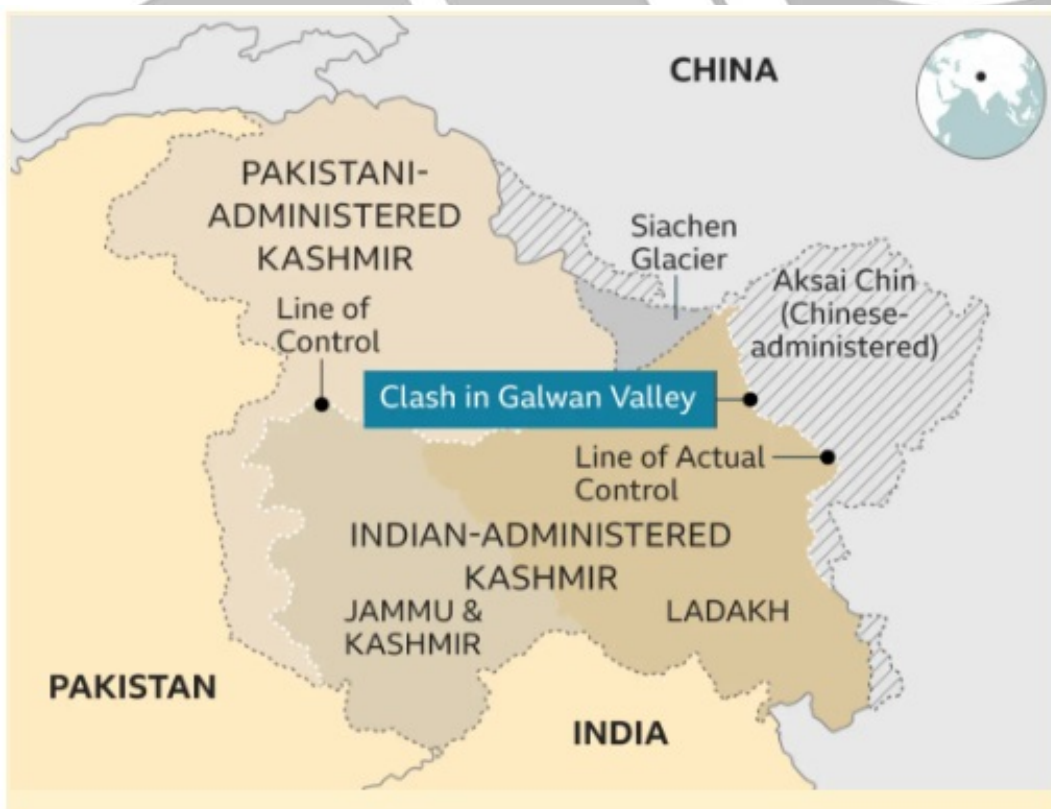 CHINA
PAKISTANI-
ADMINISTERED
KASHMIR
Siachen
Glacier
Aksai Chin
(Chinese-
administered)
Line of
Control
Clash in Galwan Valley
Line of Actual
Control
INDIAN-ADMINISTERED
KASHMIR
JAMMU &
KASHMIR
LADAKH
PAKISTAN
INDIA